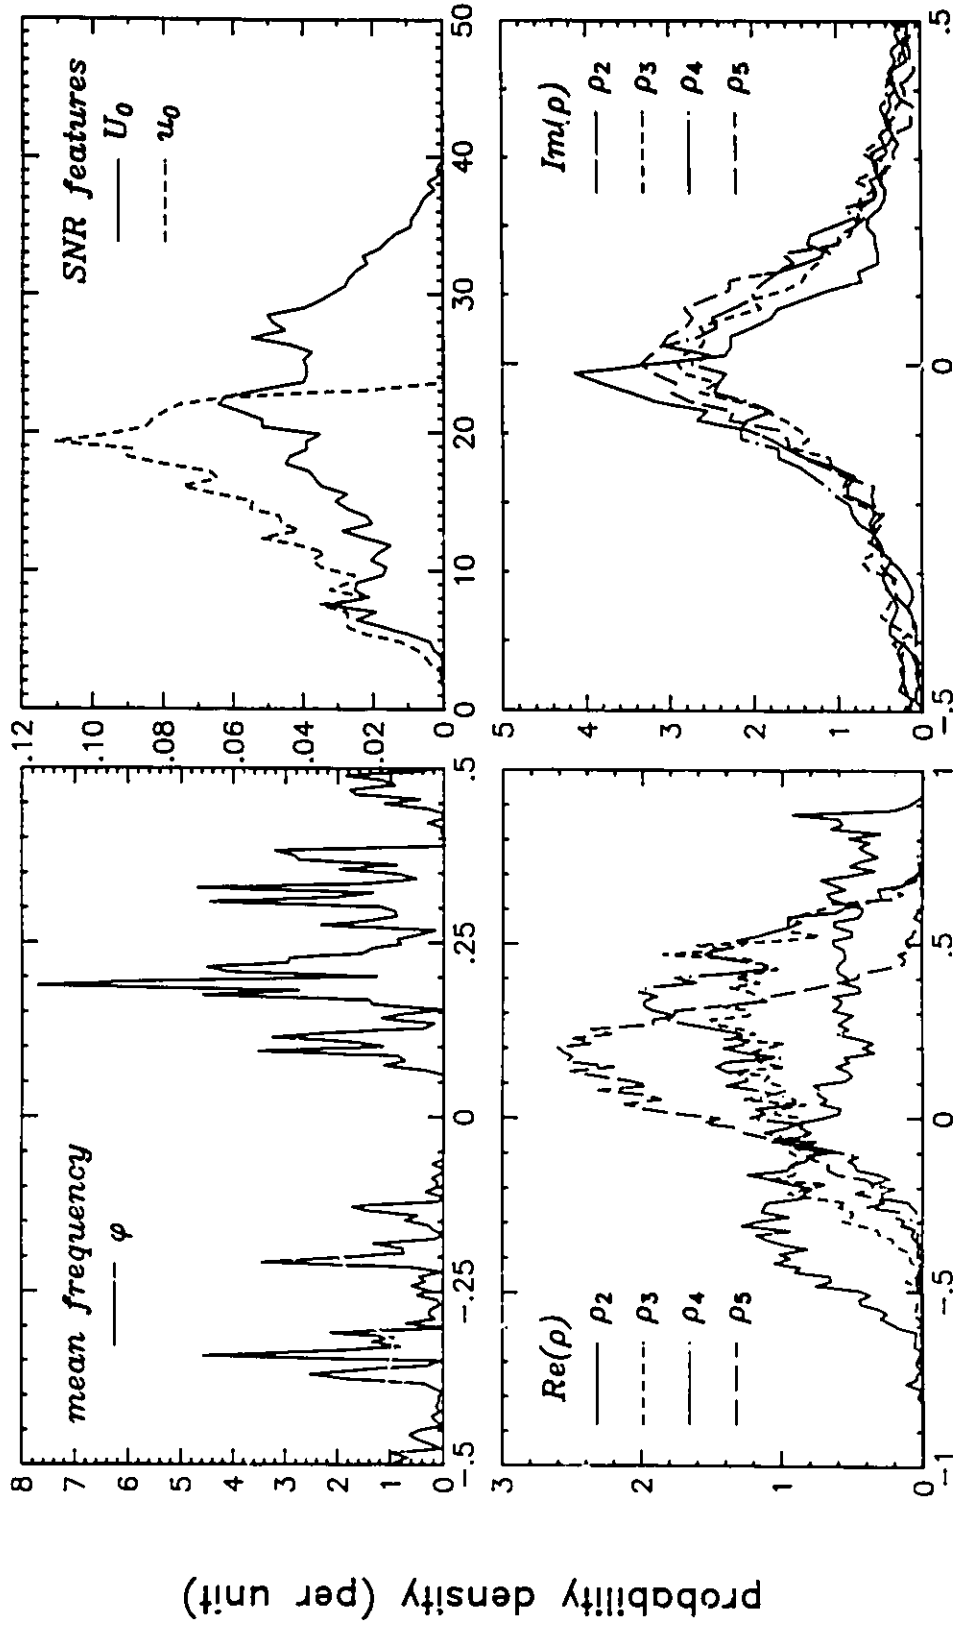 probability density (per unit)
mean frequency
φ
8
7
6
5
4
3
2
1
0
-.5
-.25
0
.25
.5
SNR features
U₀
u₀
.12
.10
.08
.06
.04
.02
0
0
10
20
30
40
50
Re(ρ)
ρ₂
ρ₃
ρ₄
ρ₅
3
2
1
0
-1
-.5
0
.5
1
Im(ρ)
ρ₂
ρ₃
ρ₄
ρ₅
5
4
3
2
1
0
-.5
0
.5